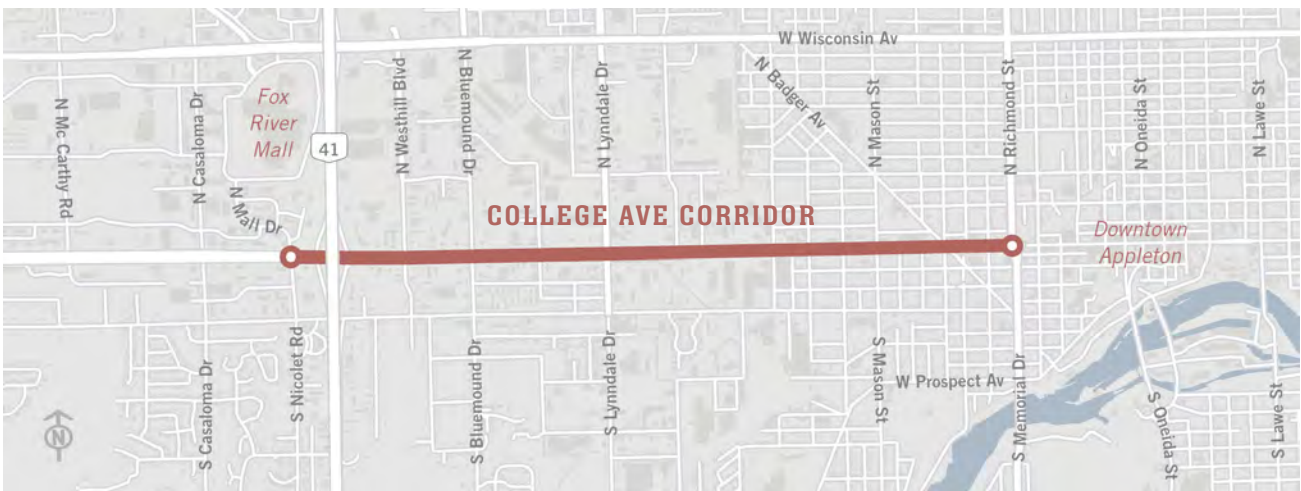 W Wisconsin Av
N Mc Carthy Rd
N Casaloma Dr
Fox
River
Mall
41
N Westhill Blvd
N Bluemound Dr
N Lynndale Dr
N Badger Av
N Mason St
N Richmond St
N Oneida St
N Lawe St
N Mall Dr
COLLEGE AVE CORRIDOR
Downtown
Appleton
S Casaloma Dr
S Nicolet Rd
S Bluemound Dr
S Lynndale Dr
S Mason St
W Prospect Av
S Memorial Dr
S Oneida St
S Lawe St
N